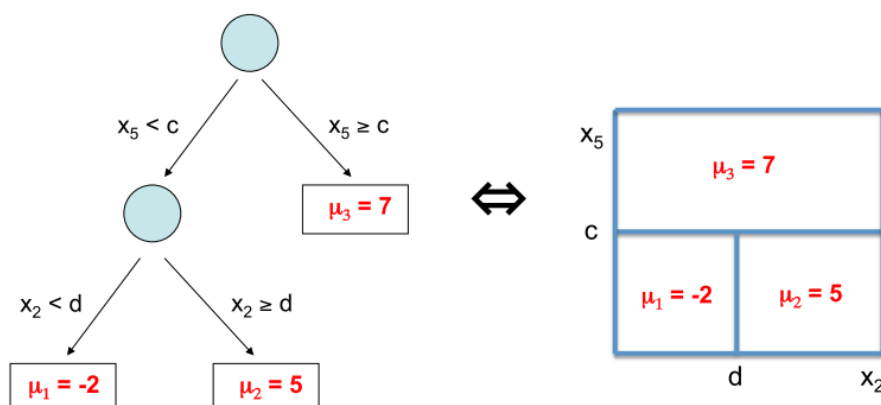 x₅ < c
x₅ ≥ c
μ₃ = 7
x₂ < d
x₂ ≥ d
μ₁ = -2
μ₂ = 5
⇔
x₅
μ₃ = 7
c
μ₁ = -2
μ₂ = 5
d
x₂